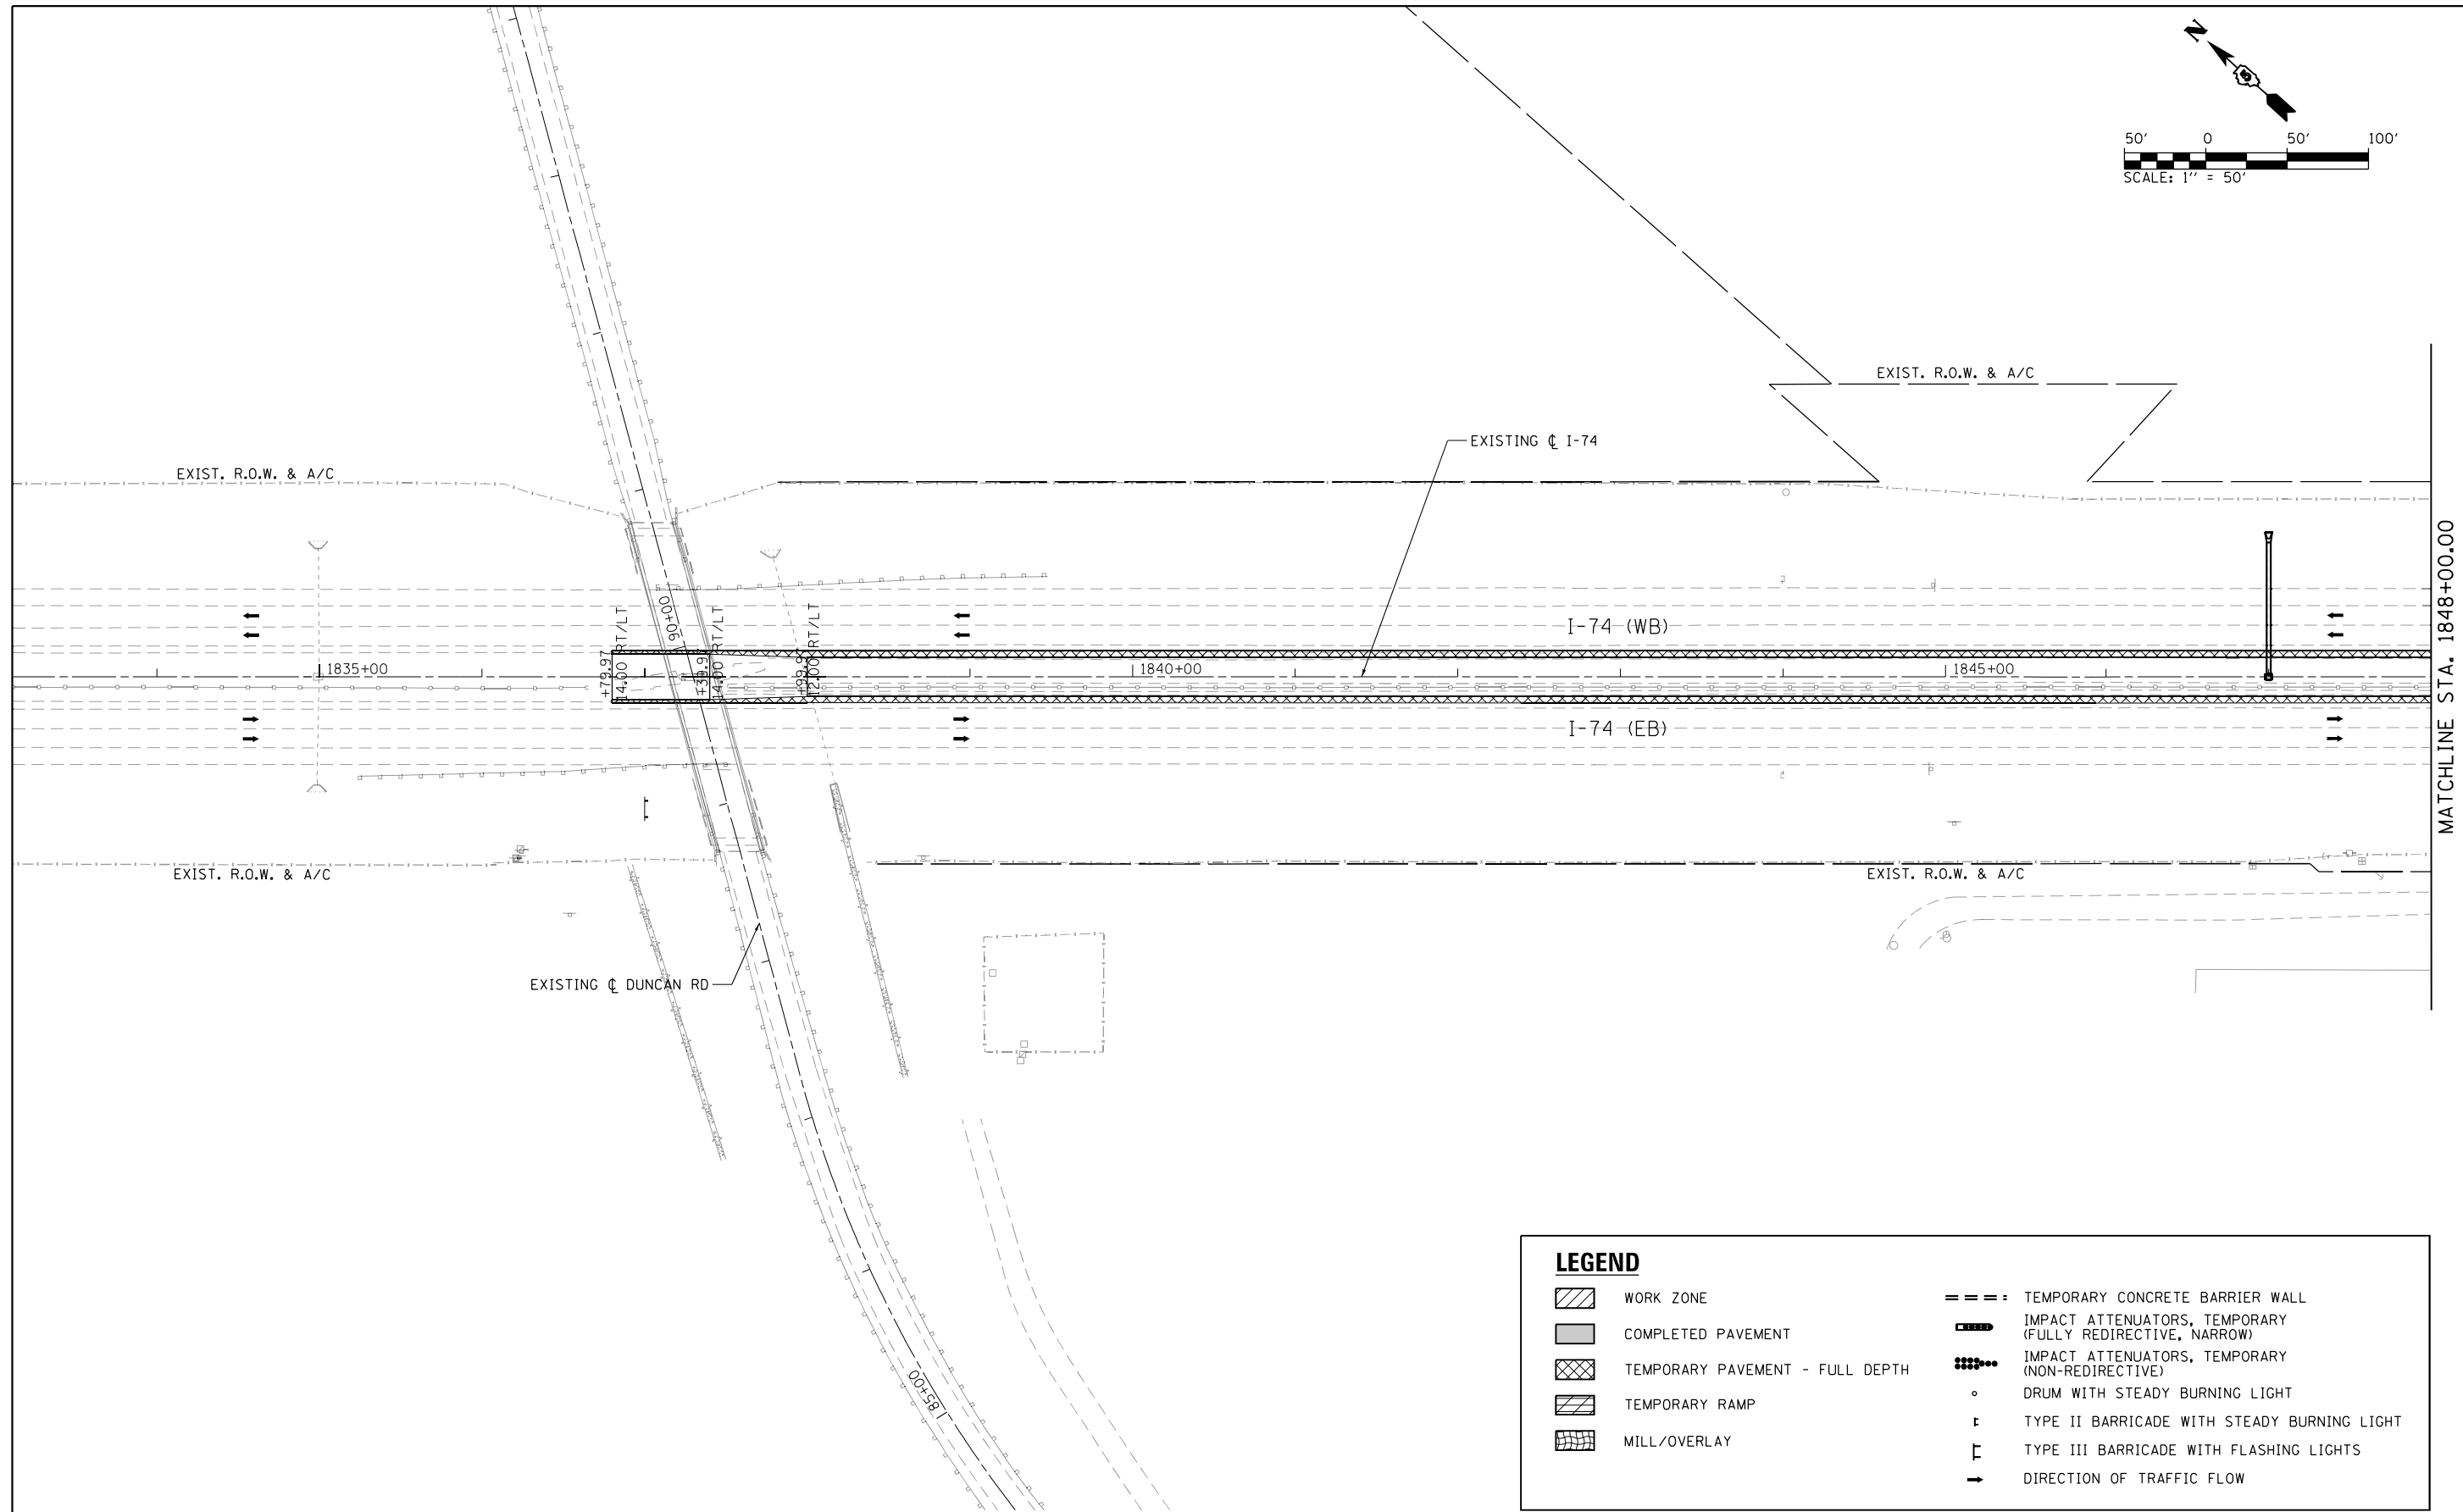 N
50' 0 50' 100'
SCALE: 1'' = 50'
EXIST. R.O.W. & A/C
EXISTING ℄ I-74
EXIST. R.O.W. & A/C
MATCHLINE STA. 1848+00.00
90+00
I-74 (WB)
+79.97
14.00 RT/LT
+39.97
14.00 RT/LT
+99.97
12.00 RT/LT
1835+00
1840+00
1845+00
I-74 (EB)
EXIST. R.O.W. & A/C
EXIST. R.O.W. & A/C
EXISTING ℄ DUNCAN RD
85+00
LEGEND
WORK ZONE
COMPLETED PAVEMENT
TEMPORARY PAVEMENT - FULL DEPTH
TEMPORARY RAMP
MILL/OVERLAY
TEMPORARY CONCRETE BARRIER WALL
IMPACT ATTENUATORS, TEMPORARY
(FULLY REDIRECTIVE, NARROW)
IMPACT ATTENUATORS, TEMPORARY
(NON-REDIRECTIVE)
DRUM WITH STEADY BURNING LIGHT
TYPE II BARRICADE WITH STEADY BURNING LIGHT
TYPE III BARRICADE WITH FLASHING LIGHTS
DIRECTION OF TRAFFIC FLOW